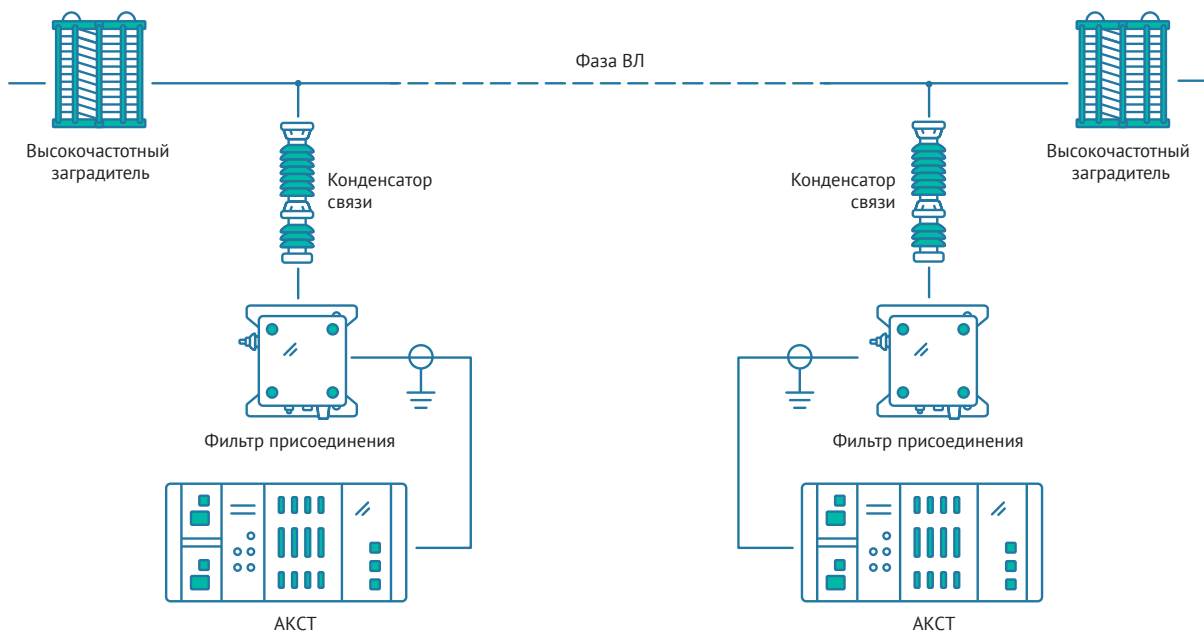 Фаза ВЛ
Высокочастотный
заградитель
Высокочастотный
заградитель
Конденсатор
связи
Конденсатор
связи
Фильтр присоединения
Фильтр присоединения
АКСТ
АКСТ